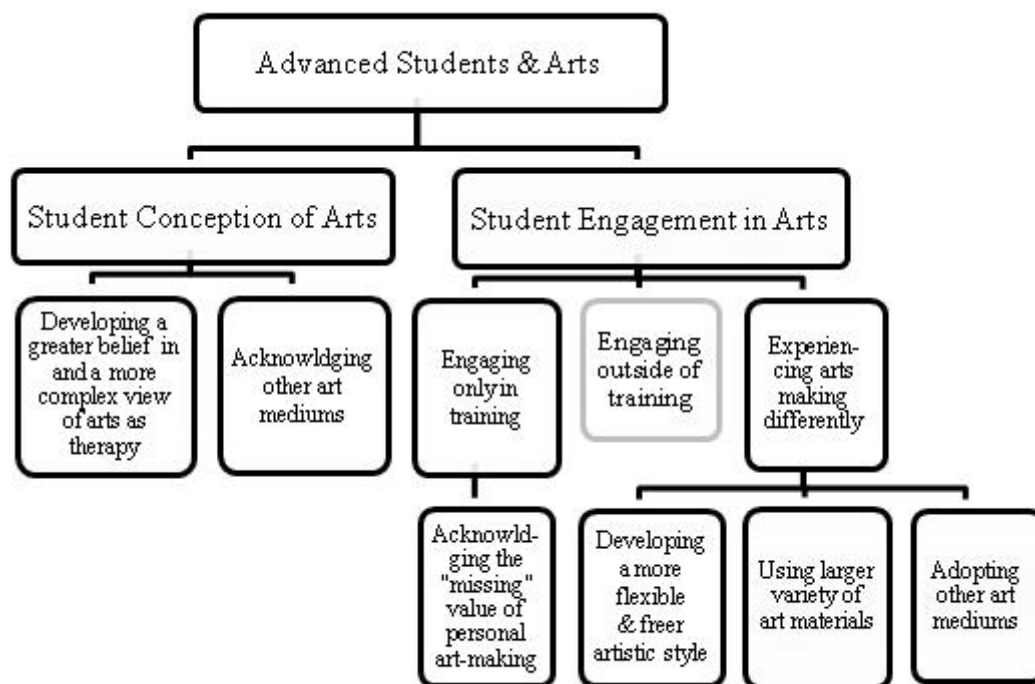 Advanced Students & Arts
Student Conception of Arts
Student Engagement in Arts
Developing a
greater belief in
and a more
complex view
of arts as
therapy
Acknowldging
other art
mediums
Engaging
only in
training
Engaging
outside of
training
Experien-
cing arts
making
differently
Acknowld-
ging the
"missing"
value of
personal
art-making
Developing
a more
flexible
& freer
artistic style
Using larger
variety of
art materials
Adopting
other art
mediums